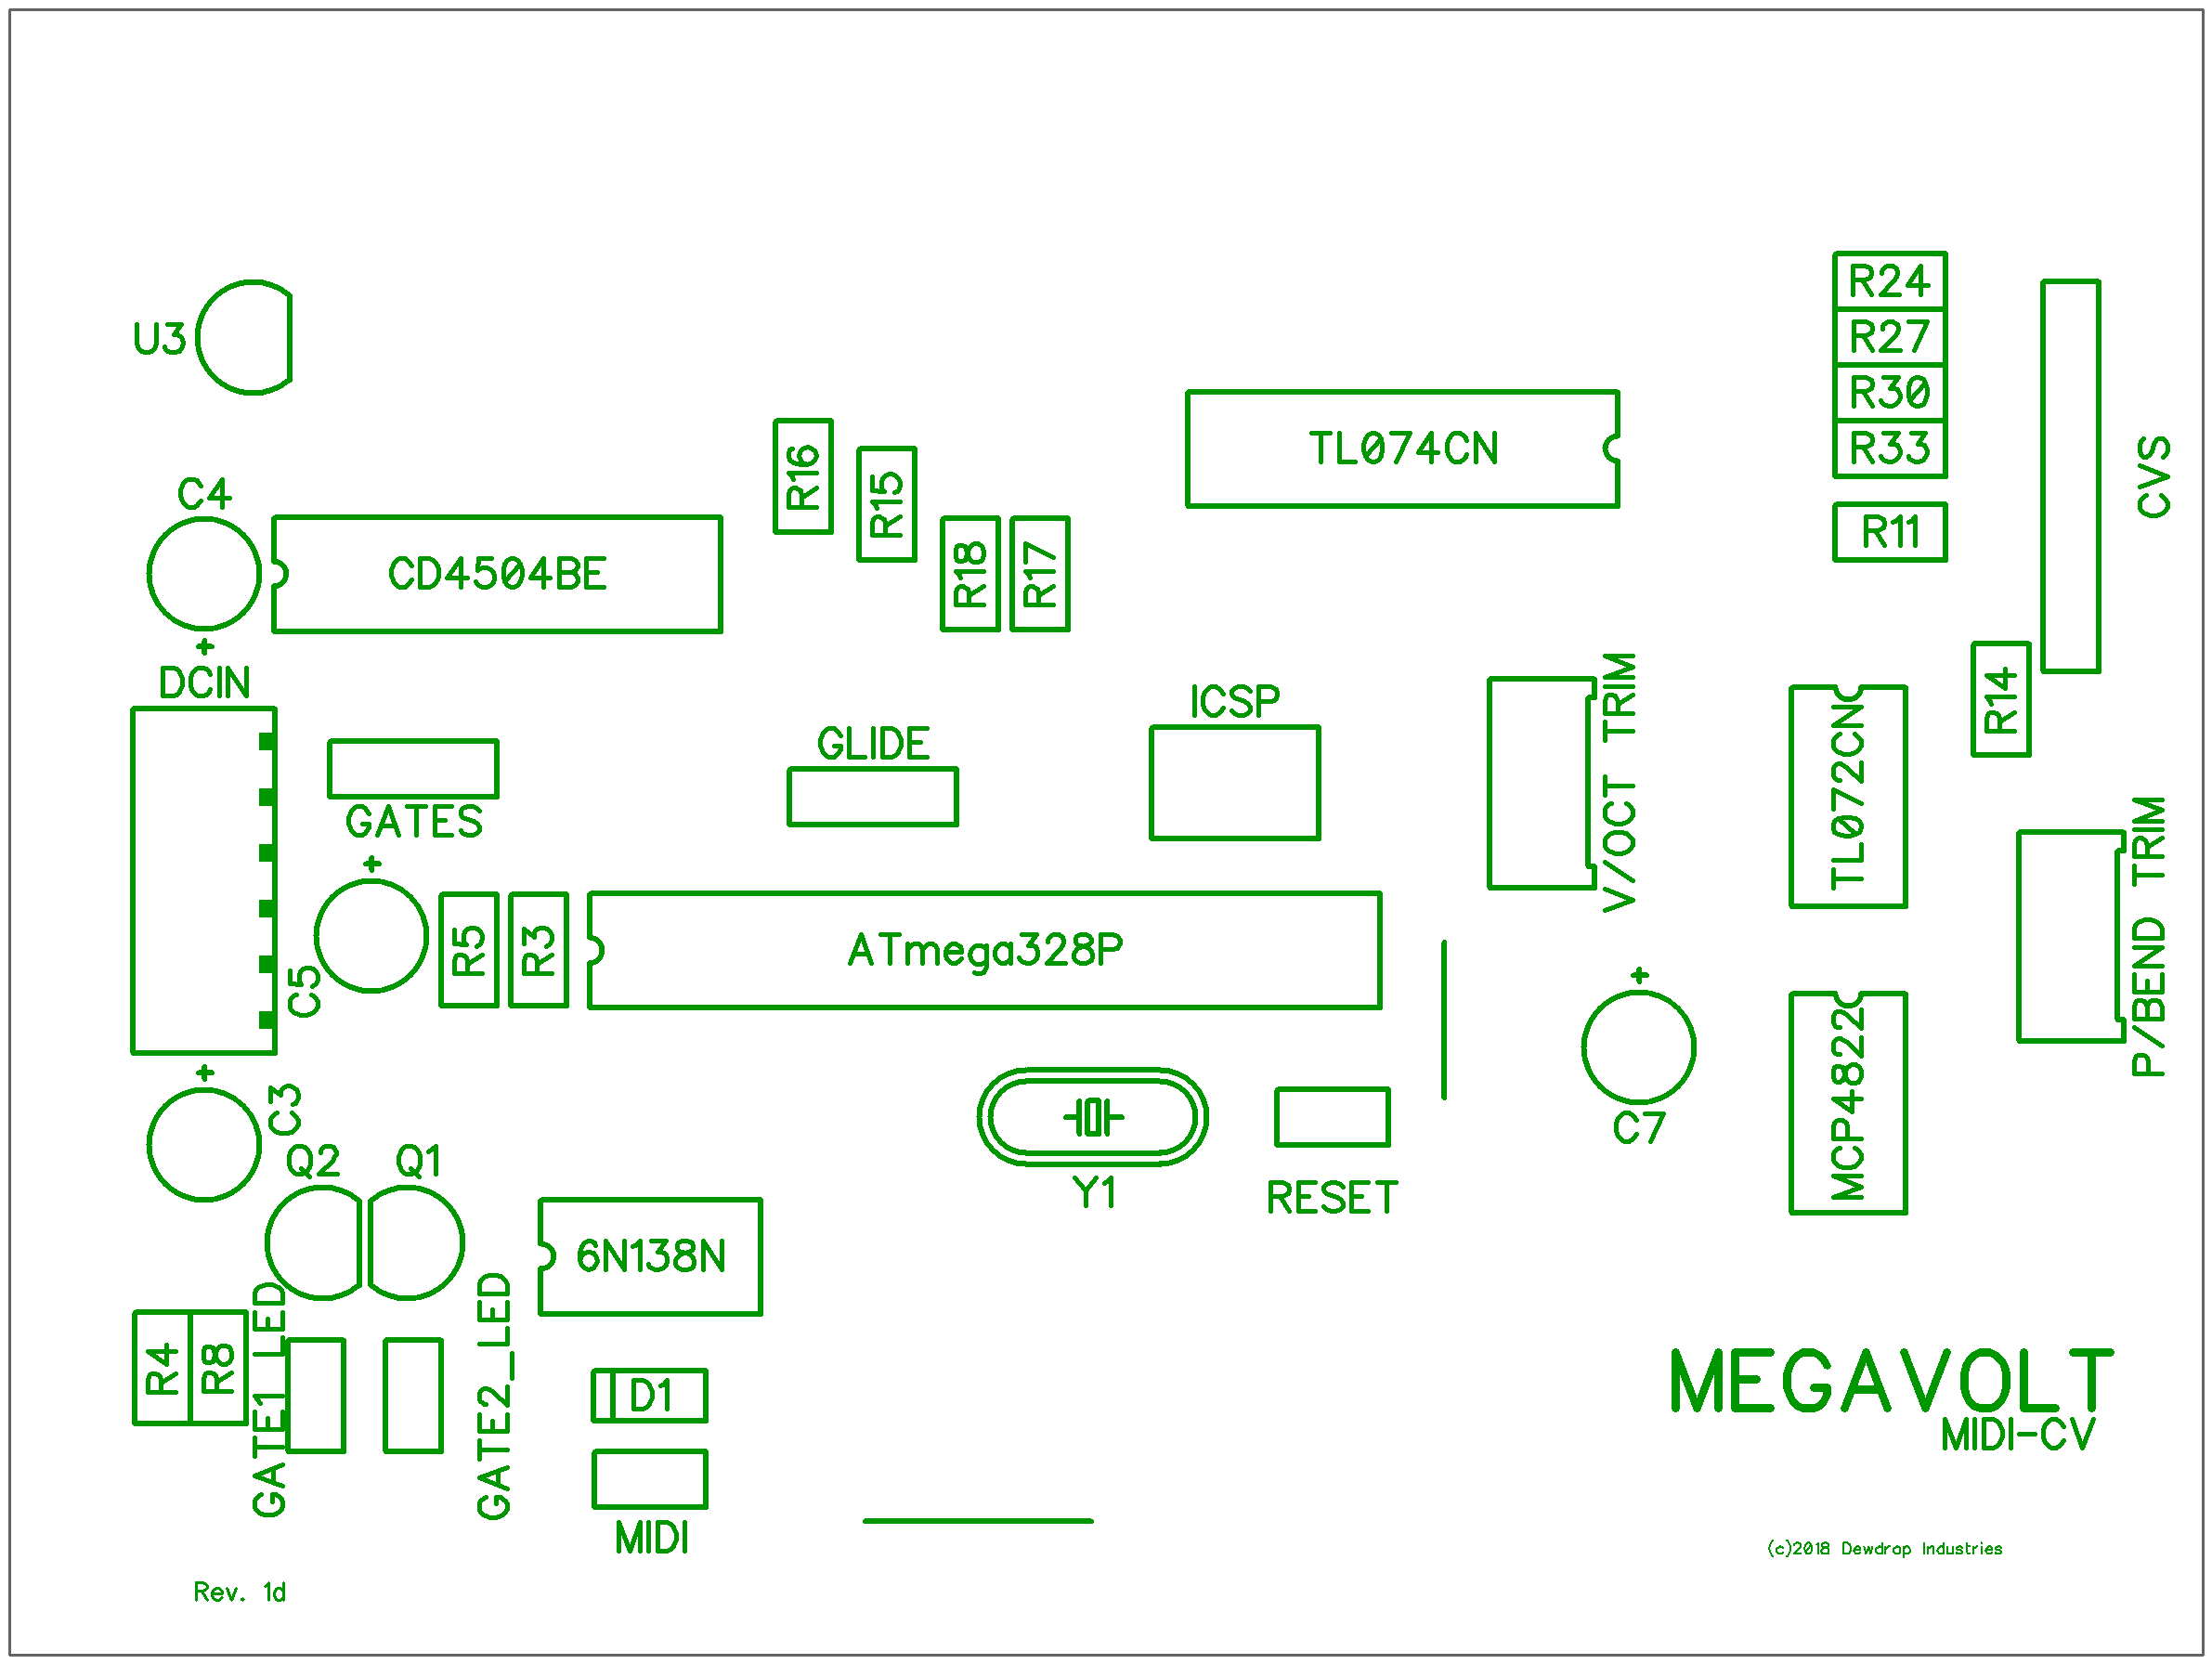 R24
R27
U3
R30
TL074CN
R33
R16
CVS
C4
R15
R11
CD4504BE
R18
R17
DCIN
ICSP
V/OCT TRIM
R14
GLIDE
TL072CN
GATES
P/BEND TRIM
R5
R3
ATmega328P
C5
C3
C7
MCP4822
Q2
Q1
Y1
RESET
6N138N
R4
R8
GATE1_LED
GATE2_LED
D1
MEGAVOLT
MIDI-CV
MIDI
(c)2018 Dewdrop Industries
Rev. 1d